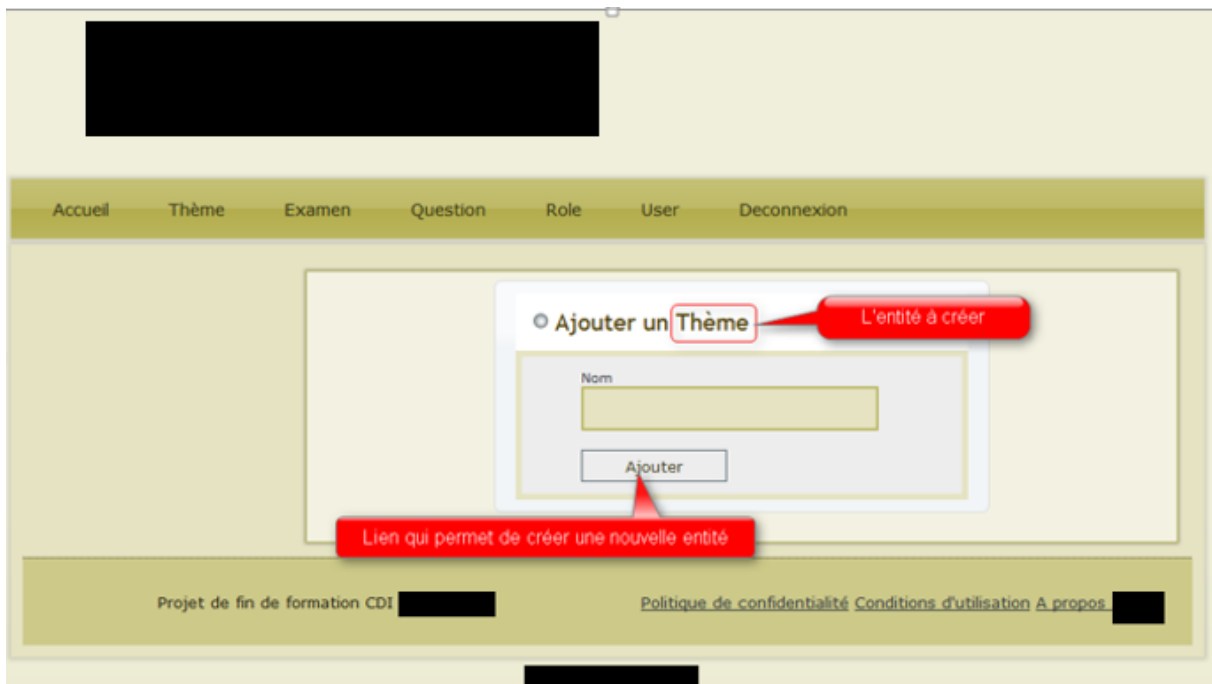 Accueil Thème Examen Question Role User Deconnexion
Ajouter un Thème
L'entité à créer
Nom
Ajouter
Lien qui permet de créer une nouvelle entité
Projet de fin de formation CDI
Politique de confidentialité Conditions d'utilisation A propos